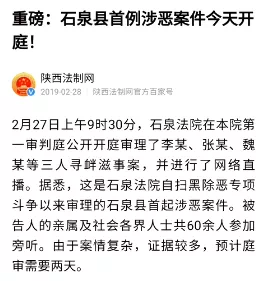 重磅：石泉县首例涉恶案件今天开
庭！
陕西法制网
2019-02-28 陕西法制网官方百家号
2月27日上午9时30分，石泉法院在本院第
一审判庭公开开庭审理了李某、张某、魏
某等三人寻衅滋事案，并进行了网络直
播。据悉，这是石泉法院自扫黑除恶专项
斗争以来审理的石泉县首起涉恶案件。被
告人的亲属及社会各界人士共60余人参加
旁听。由于案情复杂，证据较多，预计庭
审需要两天。